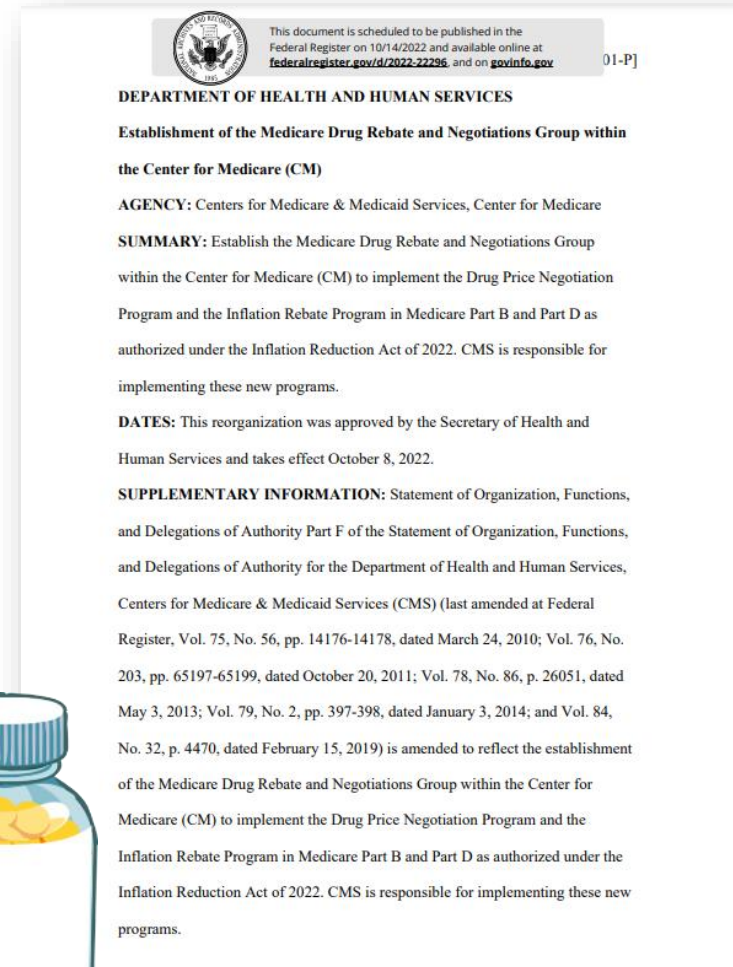 This document is scheduled to be published in the
Federal Register on 10/14/2022 and available online at
federalregister.gov/d/2022-22296, and on govinfo.gov
01-P]
DEPARTMENT OF HEALTH AND HUMAN SERVICES
Establishment of the Medicare Drug Rebate and Negotiations Group within
the Center for Medicare (CM)
AGENCY: Centers for Medicare & Medicaid Services, Center for Medicare
SUMMARY: Establish the Medicare Drug Rebate and Negotiations Group
within the Center for Medicare (CM) to implement the Drug Price Negotiation
Program and the Inflation Rebate Program in Medicare Part B and Part D as
authorized under the Inflation Reduction Act of 2022. CMS is responsible for
implementing these new programs.
DATES: This reorganization was approved by the Secretary of Health and
Human Services and takes effect October 8, 2022.
SUPPLEMENTARY INFORMATION: Statement of Organization, Functions,
and Delegations of Authority Part F of the Statement of Organization, Functions,
and Delegations of Authority for the Department of Health and Human Services,
Centers for Medicare & Medicaid Services (CMS) (last amended at Federal
Register, Vol. 75, No. 56, pp. 14176-14178, dated March 24, 2010; Vol. 76, No.
203, pp. 65197-65199, dated October 20, 2011; Vol. 78, No. 86, p. 26051, dated
May 3, 2013; Vol. 79, No. 2, pp. 397-398, dated January 3, 2014; and Vol. 84,
No. 32, p. 4470, dated February 15, 2019) is amended to reflect the establishment
of the Medicare Drug Rebate and Negotiations Group within the Center for
Medicare (CM) to implement the Drug Price Negotiation Program and the
Inflation Rebate Program in Medicare Part B and Part D as authorized under the
Inflation Reduction Act of 2022. CMS is responsible for implementing these new
programs.